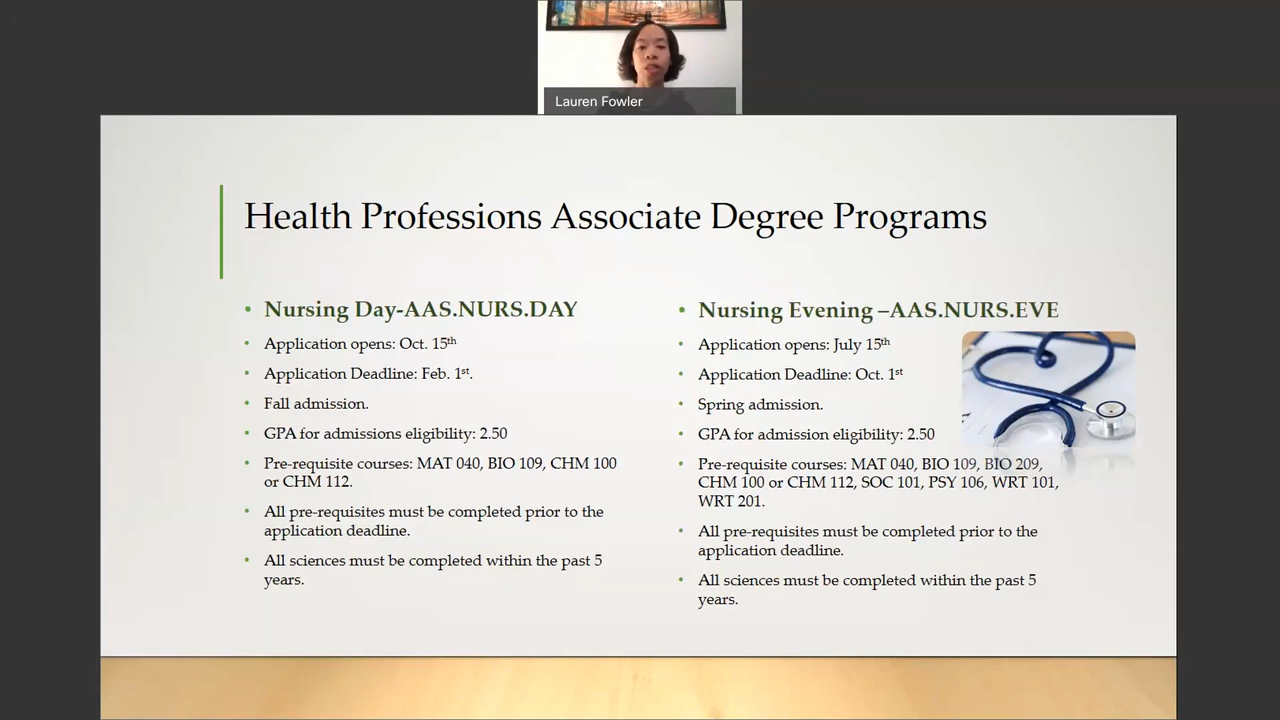 Lauren Fowler
Health Professions Associate Degree Programs
• Nursing Day-AAS.NURS.DAY
• Application opens: Oct. 15th
• Application Deadline: Feb. 1st.
• Fall admission.
• GPA for admissions eligibility: 2.50
• Pre-requisite courses: MAT 040, BIO 109, CHM 100
or CHM 112.
• All pre-requisites must be completed prior to the
application deadline.
• All sciences must be completed within the past 5
years.
• Nursing Evening –AAS.NURS.EVE
• Application opens: July 15th
• Application Deadline: Oct. 1st
• Spring admission.
• GPA for admission eligibility: 2.50
• Pre-requisite courses: MAT 040, BIO 109, BIO 209,
CHM 100 or CHM 112, SOC 101, PSY 106, WRT 101,
WRT 201.
• All pre-requisites must be completed prior to the
application deadline.
• All sciences must be completed within the past 5
years.